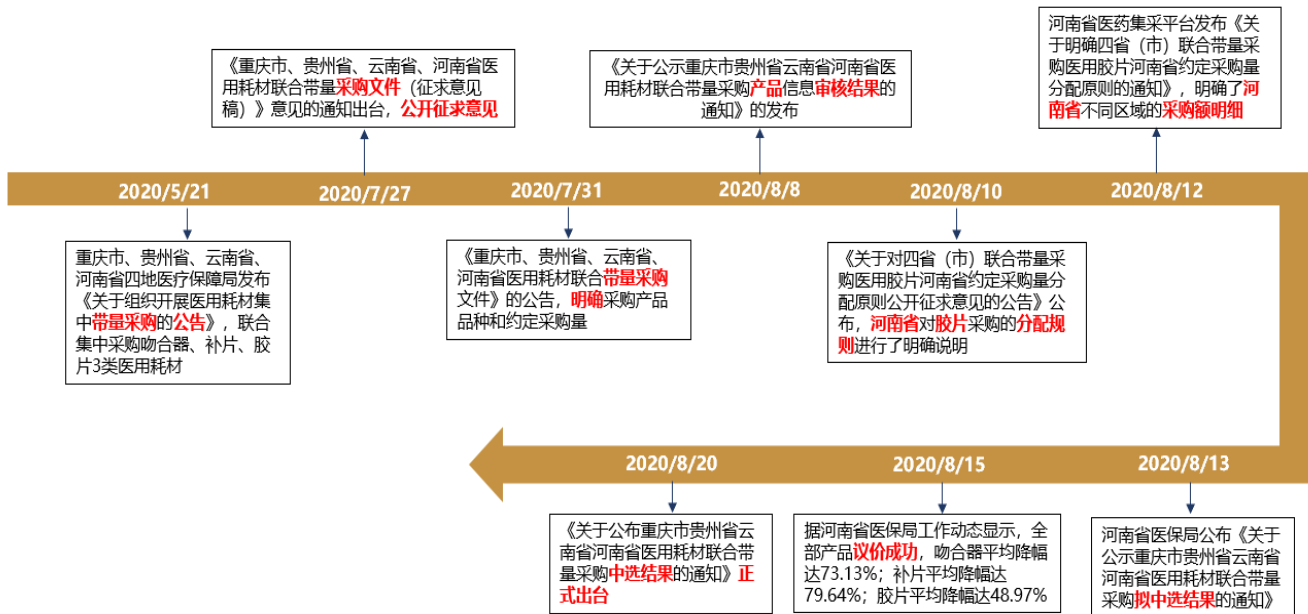 《重庆市、贵州省、云南省、河南省医
用耗材联合带量采购文件（征求意见
稿）》意见的通知出台，公开征求意见
《关于公示重庆市贵州省云南省河南省医
用耗材联合带量采购产品信息审核结果的
通知》的发布
河南省医药集采平台发布《关
于明确四省（市）联合带量采
购医用胶片河南省约定采购量
分配原则的通知》，明确了河
南省不同区域的采购额明细
2020/5/21
2020/7/27
2020/7/31
2020/8/8
2020/8/10
2020/8/12
重庆市、贵州省、云南省、
河南省四地医疗保障局发布
《关于组织开展医用耗材集
中带量采购的公告》，联合
集中采购吻合器、补片、胶
片3类医用耗材
《重庆市、贵州省、云南省、
河南省医用耗材联合带量采购
文件》的公告，明确采购产品
品种和约定采购量
《关于对四省（市）联合带量采
购医用胶片河南省约定采购量分
配原则公开征求意见的公告》公
布，河南省对胶片采购的分配规
则进行了明确说明
2020/8/20
2020/8/15
2020/8/13
《关于公布重庆市贵州省云
南省河南省医用耗材联合带
量采购中选结果的通知》正
式出台
据河南省医保局工作动态显示，全
部产品议价成功，吻合器平均降幅
达73.13%；补片平均降幅达
79.64%；胶片平均降幅达48.97%
河南省医保局公布《关于
公示重庆市贵州省云南省
河南省医用耗材联合带量
采购拟中选结果的通知》